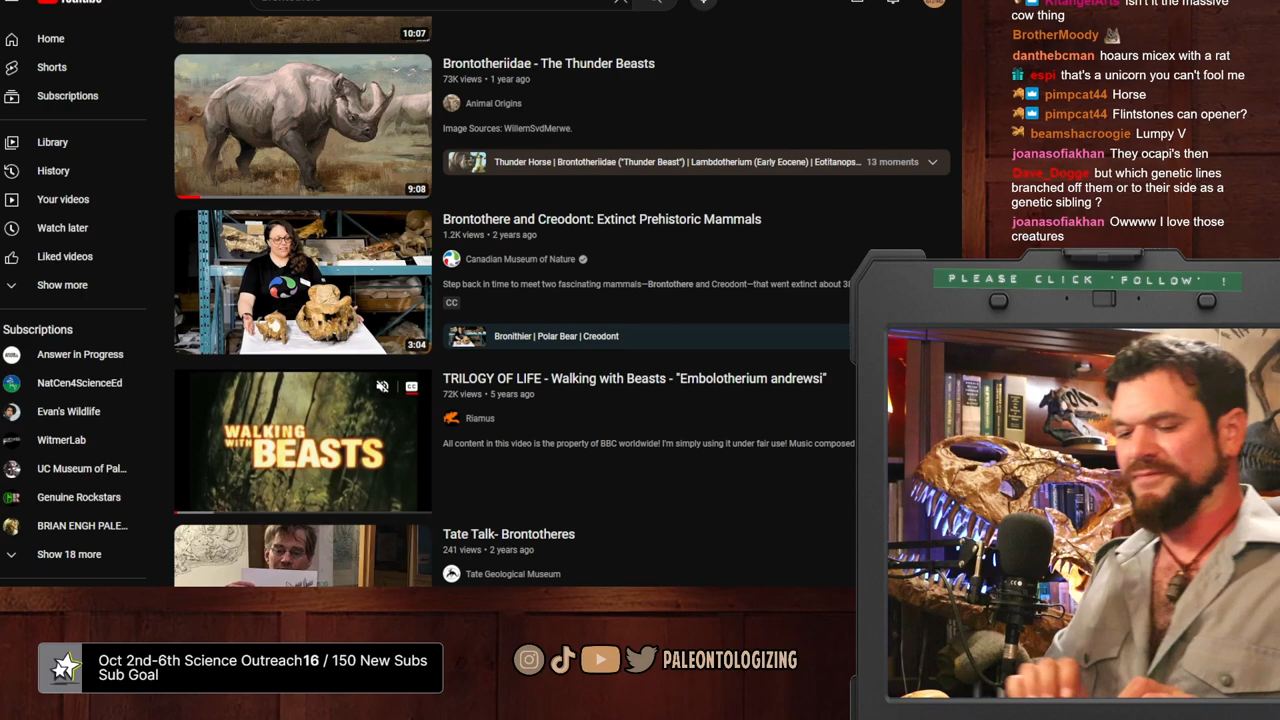 YouTube
Home
Shorts
Subscriptions
Library
History
Your videos
Watch later
Liked videos
Show more
Subscriptions
Answer in Progress
NatCen4ScienceEd
Evan's Wildlife
WitmerLab
UC Museum of Pal...
Genuine Rockstars
BRIAN ENGH PALE...
Show 18 more
10:07
9:08
Brontotheriidae - The Thunder Beasts
73K views • 1 year ago
Animal Origins
Image Sources: WillemSvdMerwe.
Thunder Horse | Brontotheriidae ("Thunder Beast") | Lambdotherium (Early Eocene) | Eotitanops... 13 moments
3:04
Brontothere and Creodont: Extinct Prehistoric Mammals
1.2K views • 2 years ago
Canadian Museum of Nature
Step back in time to meet two fascinating mammals—Brontothere and Creodont—that went extinct about
CC
Bronithier | Polar Bear | Creodont
CC
WALKING
WITH BEASTS
TRILOGY OF LIFE - Walking with Beasts - "Embolotherium andrewsi"
72K views • 5 years ago
Riamus
All content in this video is the property of BBC worldwide! I'm simply using it under fair use! Music composed
Tate Talk- Brontotheres
241 views • 2 years ago
Tate Geological Museum
KitangelArts isn't it the massive
cow thing
BrotherMoody
danthebcman hoaurs micex with a rat
espi that's a unicorn you can't fool me
pimpcat44 Horse
pimpcat44 Flintstones can opener?
beamshacroogie Lumpy V
joanasofiakhan They ocapi's then
Dave_Dogge but which genetic lines
branched off them or to their side as a
genetic sibling ?
joanasofiakhan Owwww I love those
creatures
PLEASE CLICK 'FOLLOW' !
Oct 2nd-6th Science Outreach16 / 150 New Subs
Sub Goal
PALEONTOLOGIZING